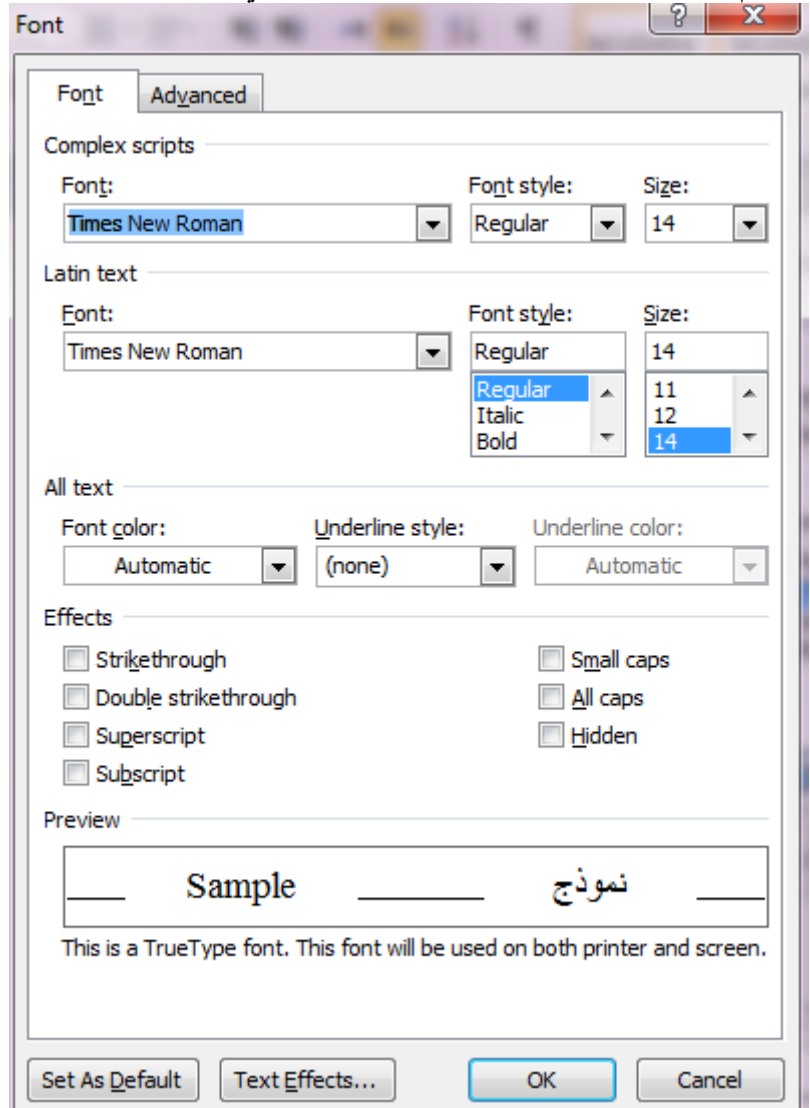 Font
Font Advanced
Complex scripts
Font: Font style: Size:
Times New Roman Regular 14
Latin text
Font: Font style: Size:
Times New Roman Regular 14
Regular 11
Italic 12
Bold 14
All text
Font color: Underline style: Underline color:
Automatic (none) Automatic
Effects
Strikethrough Small caps
Double strikethrough All caps
Superscript Hidden
Subscript
Preview
Sample نموذج
This is a TrueType font. This font will be used on both printer and screen.
Set As Default Text Effects... OK Cancel